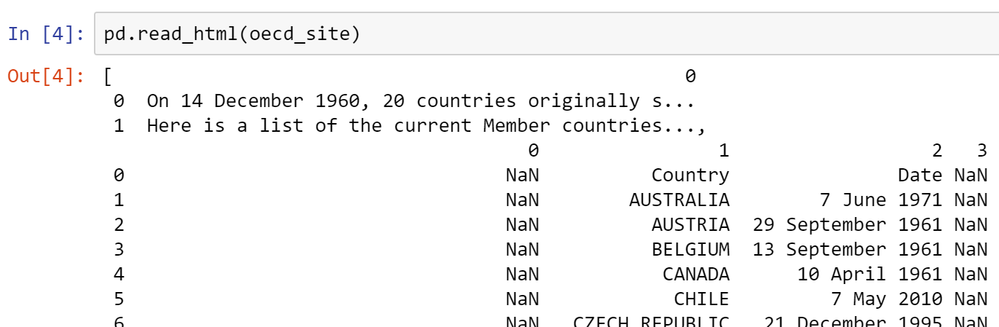 In [4]: pd.read_html(oecd_site)
Out[4]: [ 0
0 On 14 December 1960, 20 countries originally s...
1 Here is a list of the current Member countries...,
0 1 2 3
0 NaN Country Date NaN
1 NaN AUSTRALIA 7 June 1971 NaN
2 NaN AUSTRIA 29 September 1961 NaN
3 NaN BELGIUM 13 September 1961 NaN
4 NaN CANADA 10 April 1961 NaN
5 NaN CHILE 7 May 2010 NaN
6 NaN CZECH REPUBLIC 21 December 1995 NaN